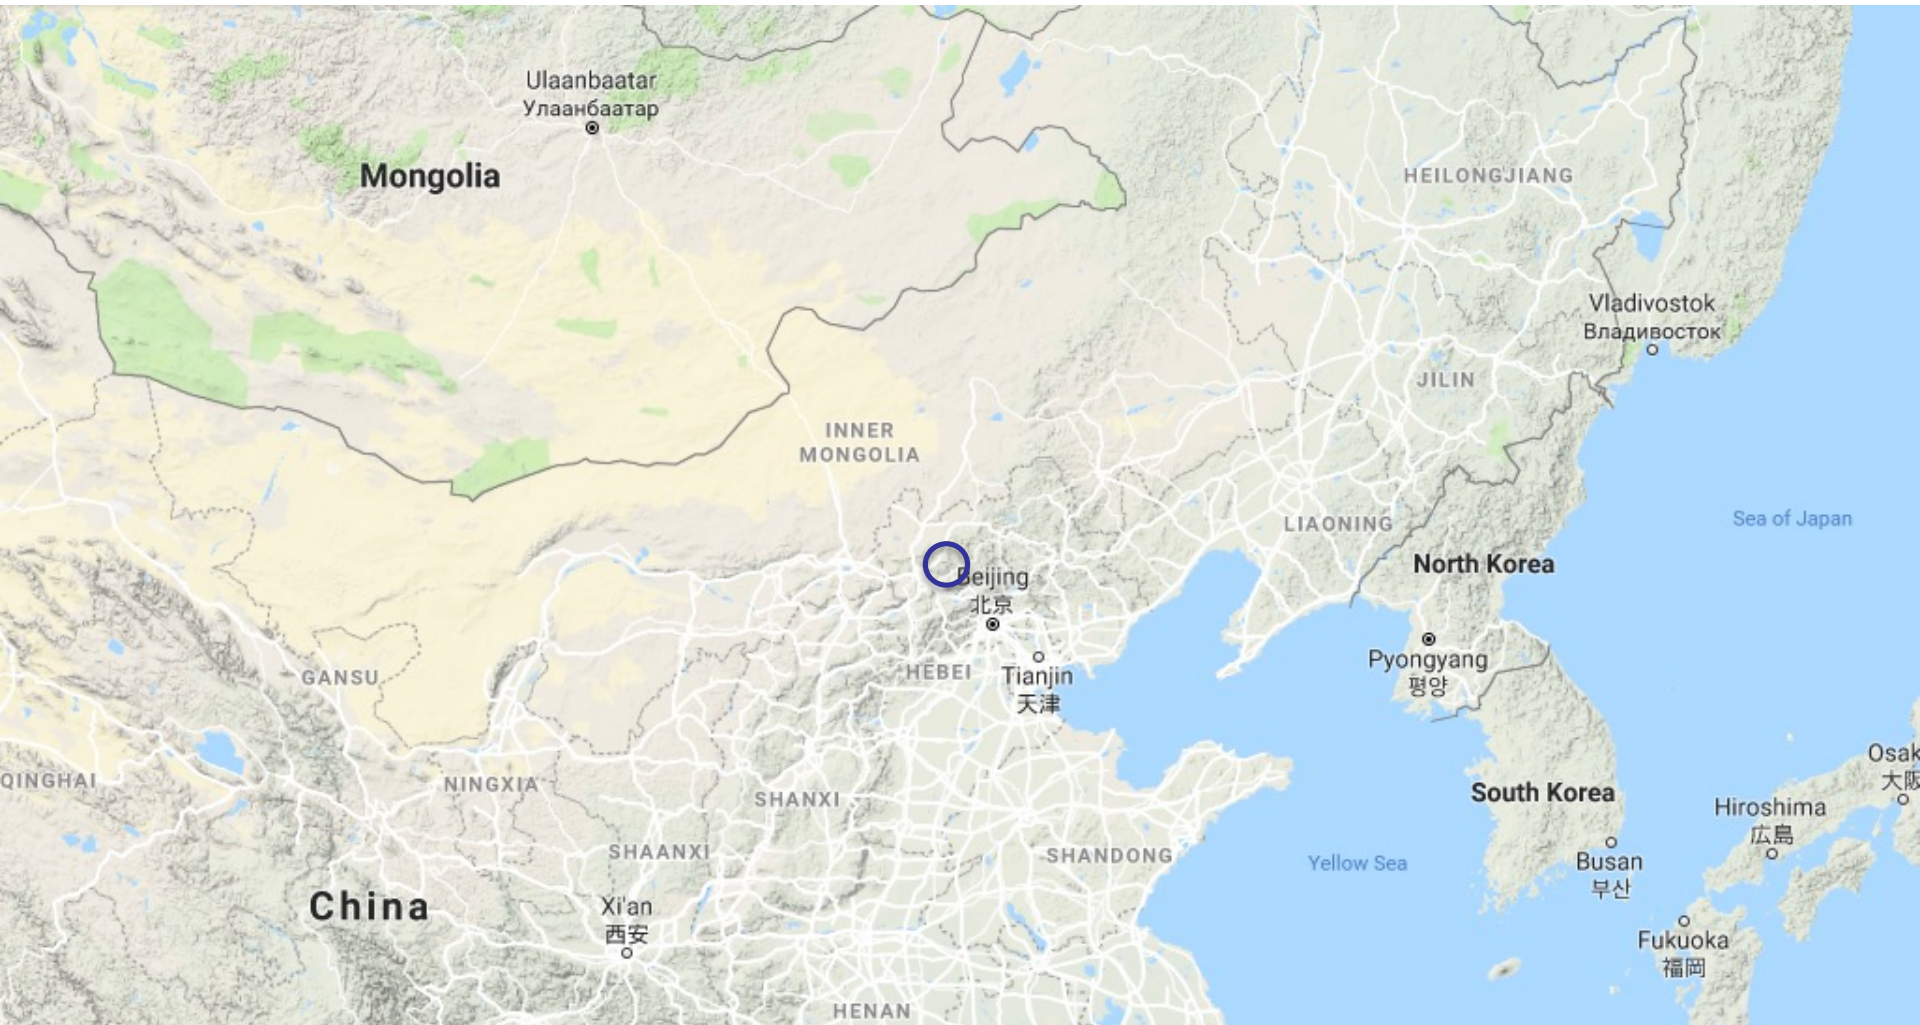 Ulaanbaatar
Улаанбаатар
Mongolia
HEILONGJIANG
Vladivostok
Владивосток
JILIN
INNER
MONGOLIA
LIAONING
Sea of Japan
North Korea
Beijing
北京
Pyongyang
평양
HEBEI
Tianjin
天津
GANSU
Osak
大阪
QINGHAI
NINGXIA
SHANXI
South Korea
Hiroshima
広島
SHAANXI
SHANDONG
Yellow Sea
Busan
부산
China
Xi'an
西安
Fukuoka
福岡
HENAN